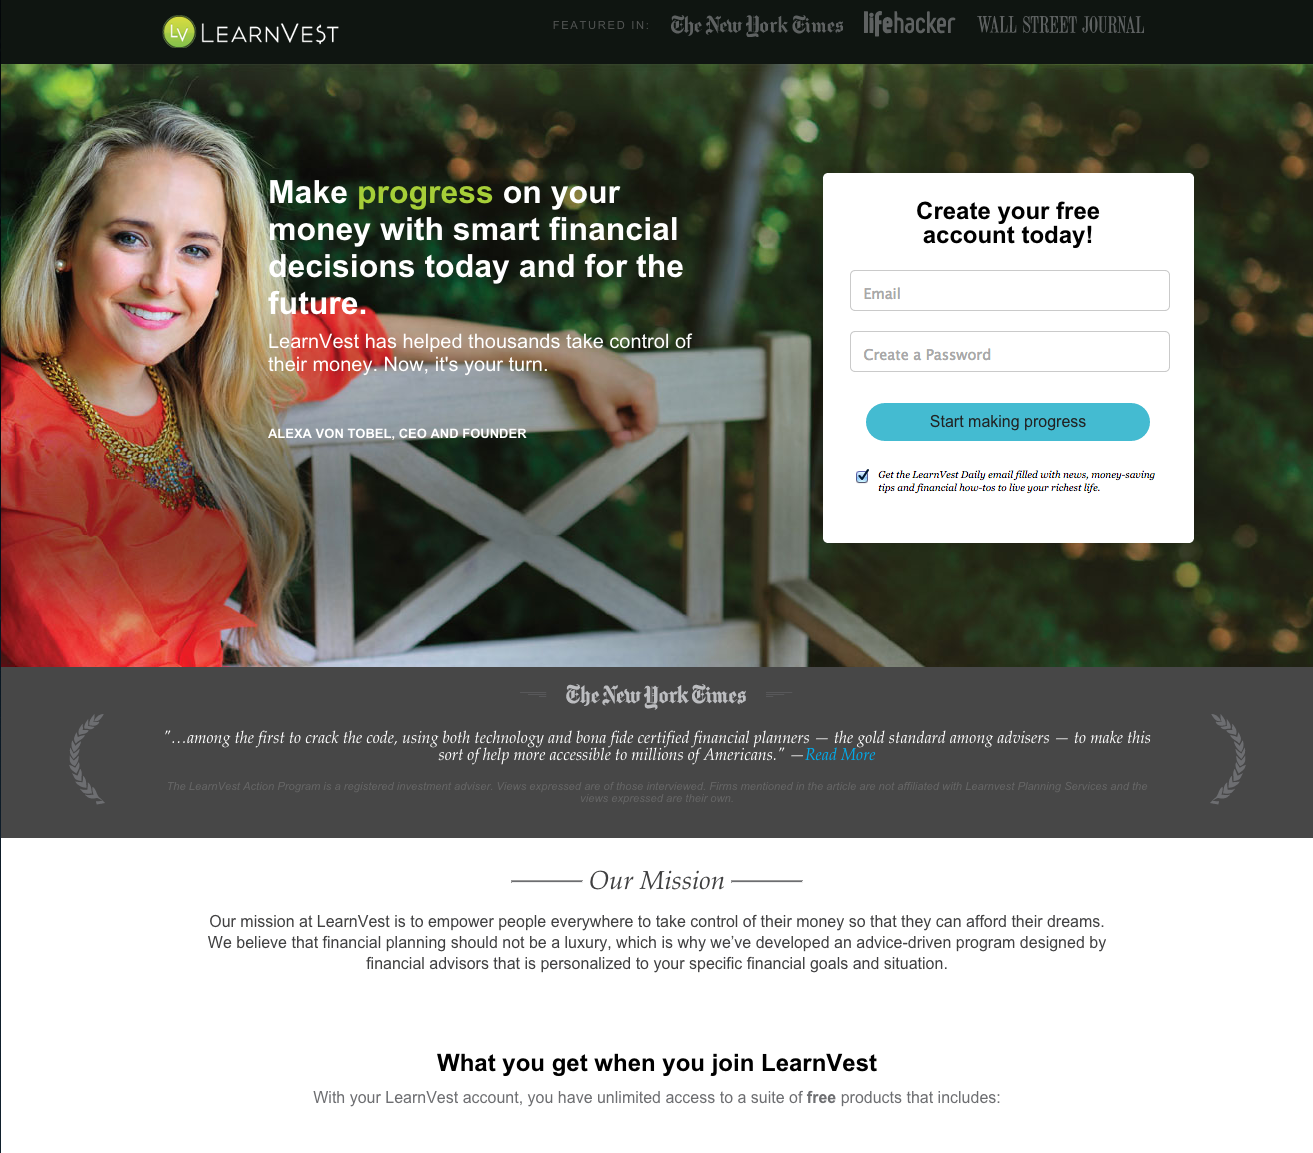 LV LEARNVEST
FEATURED IN: The New York Times lifehacker WALL STREET JOURNAL
Make progress on your
money with smart financial
decisions today and for the
future.
LearnVest has helped thousands take control of
their money. Now, it's your turn.
ALEXA VON TOBEL, CEO AND FOUNDER
Create your free
account today!
Email
Create a Password
Start making progress
Get the LearnVest Daily email filled with news, money-saving
tips and financial how-tos to live your richest life.
The New York Times
"...among the first to crack the code, using both technology and bona fide certified financial planners — the gold standard among advisers — to make this
sort of help more accessible to millions of Americans." —Read More
The LearnVest Action Program is a registered investment adviser. Views expressed are of those interviewed. Firms mentioned in the article are not affiliated with Learnvest Planning Services and the
views expressed are their own.
Our Mission
Our mission at LearnVest is to empower people everywhere to take control of their money so that they can afford their dreams.
We believe that financial planning should not be a luxury, which is why we've developed an advice-driven program designed by
financial advisors that is personalized to your specific financial goals and situation.
What you get when you join LearnVest
With your LearnVest account, you have unlimited access to a suite of free products that includes: